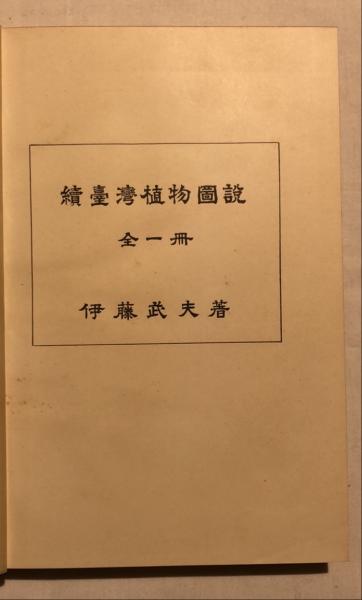 續臺灣植物圖說
全一冊
伊藤武夫著